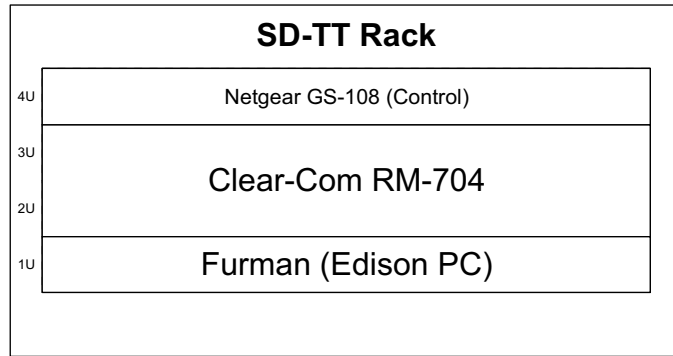 SD-TT Rack
4U
Netgear GS-108 (Control)
3U
Clear-Com RM-704
2U
1U
Furman (Edison PC)